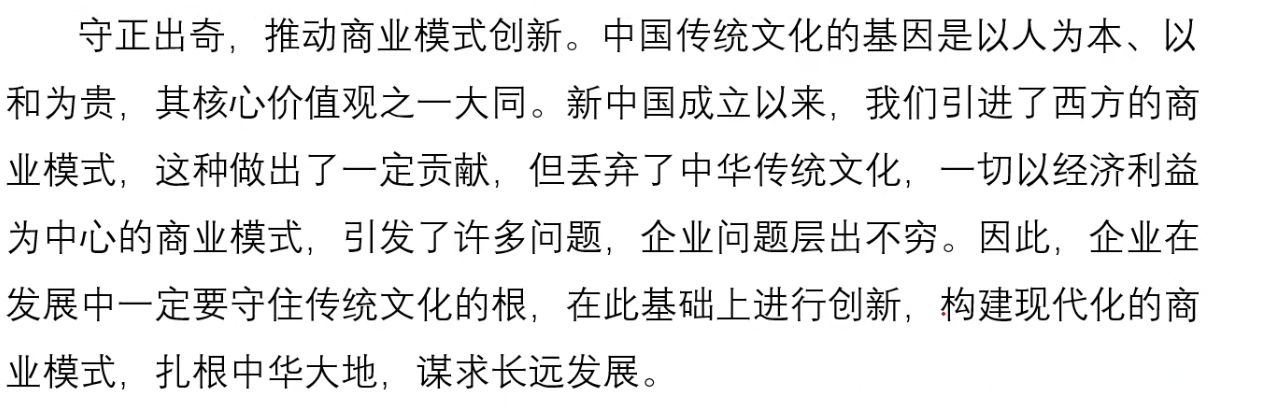 守正出奇，推动商业模式创新。中国传统文化的基因是以人为本、以
和为贵，其核心价值观之一大同。新中国成立以来，我们引进了西方的商
业模式，这种做出了一定贡献，但丢弃了中华传统文化，一切以经济利益
为中心的商业模式，引发了许多问题，企业问题层出不穷。因此，企业在
发展中一定要守住传统文化的根，在此基础上进行创新，构建现代化的商
业模式，扎根中华大地，谋求长远发展。